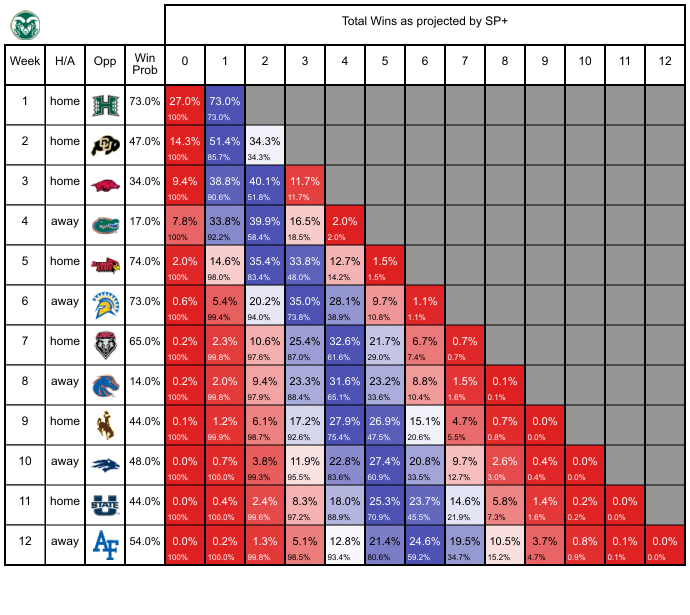 Total Wins as projected by SP+
Week H/A Opp Win Prob 0 1 2 3 4 5 6 7 8 9 10 11 12
1 home H 73.0% 27.0% 73.0%
100% 73.0%
2 home CU 47.0% 14.3% 51.4% 34.3%
100% 85.7% 34.3%
3 home 34.0% 9.4% 38.8% 40.1% 11.7%
100% 90.6% 51.8% 11.7%
4 away 17.0% 7.8% 33.8% 39.9% 16.5% 2.0%
100% 92.2% 58.4% 18.5% 2.0%
5 home 74.0% 2.0% 14.6% 35.4% 33.8% 12.7% 1.5%
100% 98.0% 83.4% 48.0% 14.2% 1.5%
6 away 73.0% 0.6% 5.4% 20.2% 35.0% 28.1% 9.7% 1.1%
100% 99.4% 94.0% 73.8% 38.9% 10.8% 1.1%
7 home 65.0% 0.2% 2.3% 10.6% 25.4% 32.6% 21.7% 6.7% 0.7%
100% 99.8% 97.6% 87.0% 61.6% 29.0% 7.4% 0.7%
8 away 14.0% 0.2% 2.0% 9.4% 23.3% 31.6% 23.2% 8.8% 1.5% 0.1%
100% 99.8% 97.9% 88.4% 65.1% 33.6% 10.4% 1.6% 0.1%
9 home 44.0% 0.1% 1.2% 6.1% 17.2% 27.9% 26.9% 15.1% 4.7% 0.7% 0.0%
100% 99.9% 98.7% 92.6% 75.4% 47.5% 20.6% 5.5% 0.8% 0.0%
10 away 48.0% 0.0% 0.7% 3.8% 11.9% 22.8% 27.4% 20.8% 9.7% 2.6% 0.4% 0.0%
100% 100.0% 99.3% 95.5% 83.6% 60.9% 33.5% 12.7% 3.0% 0.4% 0.0%
11 home U STATE 44.0% 0.0% 0.4% 2.4% 8.3% 18.0% 25.3% 23.7% 14.6% 5.8% 1.4% 0.2% 0.0%
100% 100.0% 99.6% 97.2% 88.9% 70.9% 45.5% 21.9% 7.3% 1.6% 0.2% 0.0%
12 away AF 54.0% 0.0% 0.2% 1.3% 5.1% 12.8% 21.4% 24.6% 19.5% 10.5% 3.7% 0.8% 0.1% 0.0%
100% 100.0% 99.8% 98.5% 93.4% 80.6% 59.2% 34.7% 15.2% 4.7% 0.9% 0.1% 0.0%